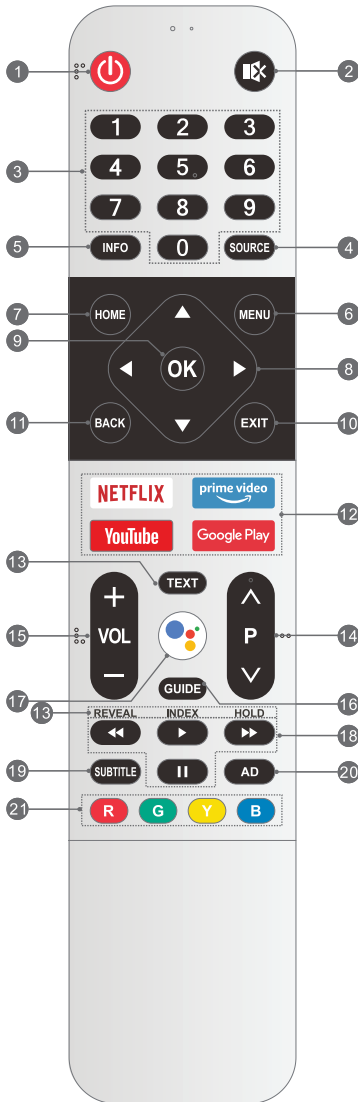 1 2
1 2 3
3 4 5 6
7 8 9
5 INFO 0 SOURCE 4
7 HOME MENU 6
9 OK 8
11 BACK EXIT 10
NETFLIX prime video
12
YouTube Google Play
13 TEXT
+
15 VOL P 14
−
17 GUIDE 16
13 REVEAL INDEX HOLD
18
19 SUBTITLE AD 20
21 R G Y B